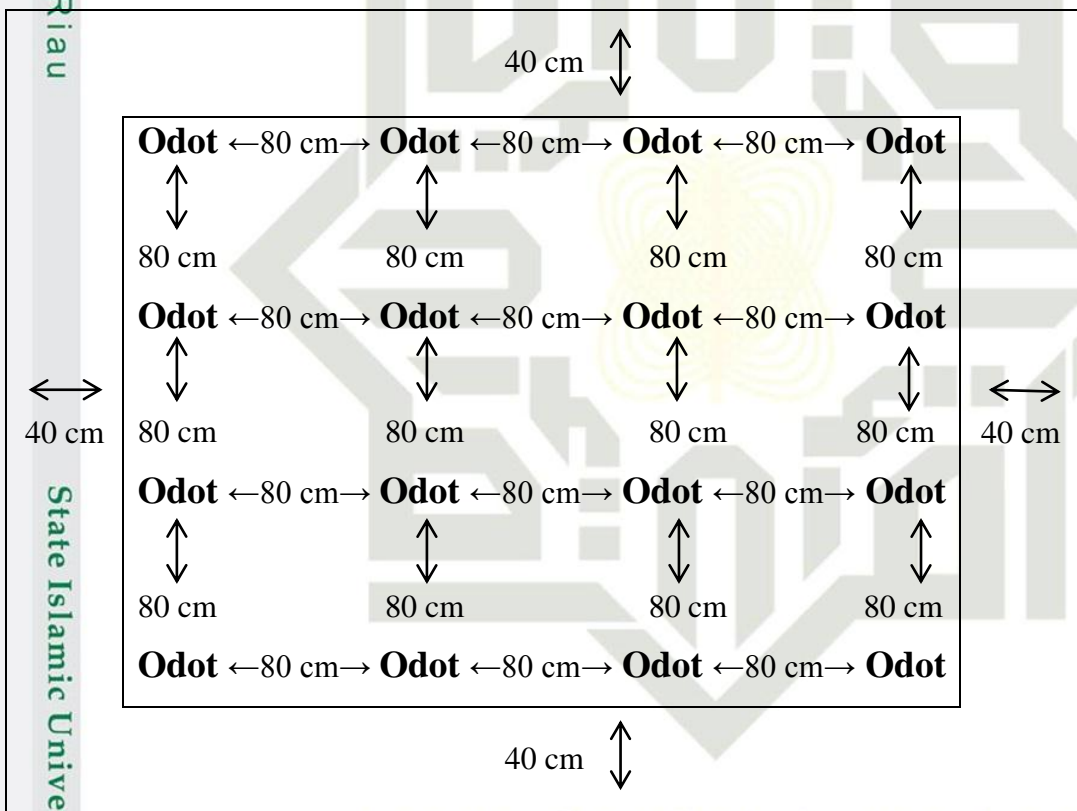 Riau
40 cm
Odot ←80 cm→ Odot ←80 cm→ Odot ←80 cm→ Odot
80 cm 80 cm 80 cm 80 cm
Odot ←80 cm→ Odot ←80 cm→ Odot ←80 cm→ Odot
40 cm 80 cm 80 cm 80 cm 80 cm 40 cm
Odot ←80 cm→ Odot ←80 cm→ Odot ←80 cm→ Odot
80 cm 80 cm 80 cm 80 cm
Odot ←80 cm→ Odot ←80 cm→ Odot ←80 cm→ Odot
40 cm
State Islamic Unive